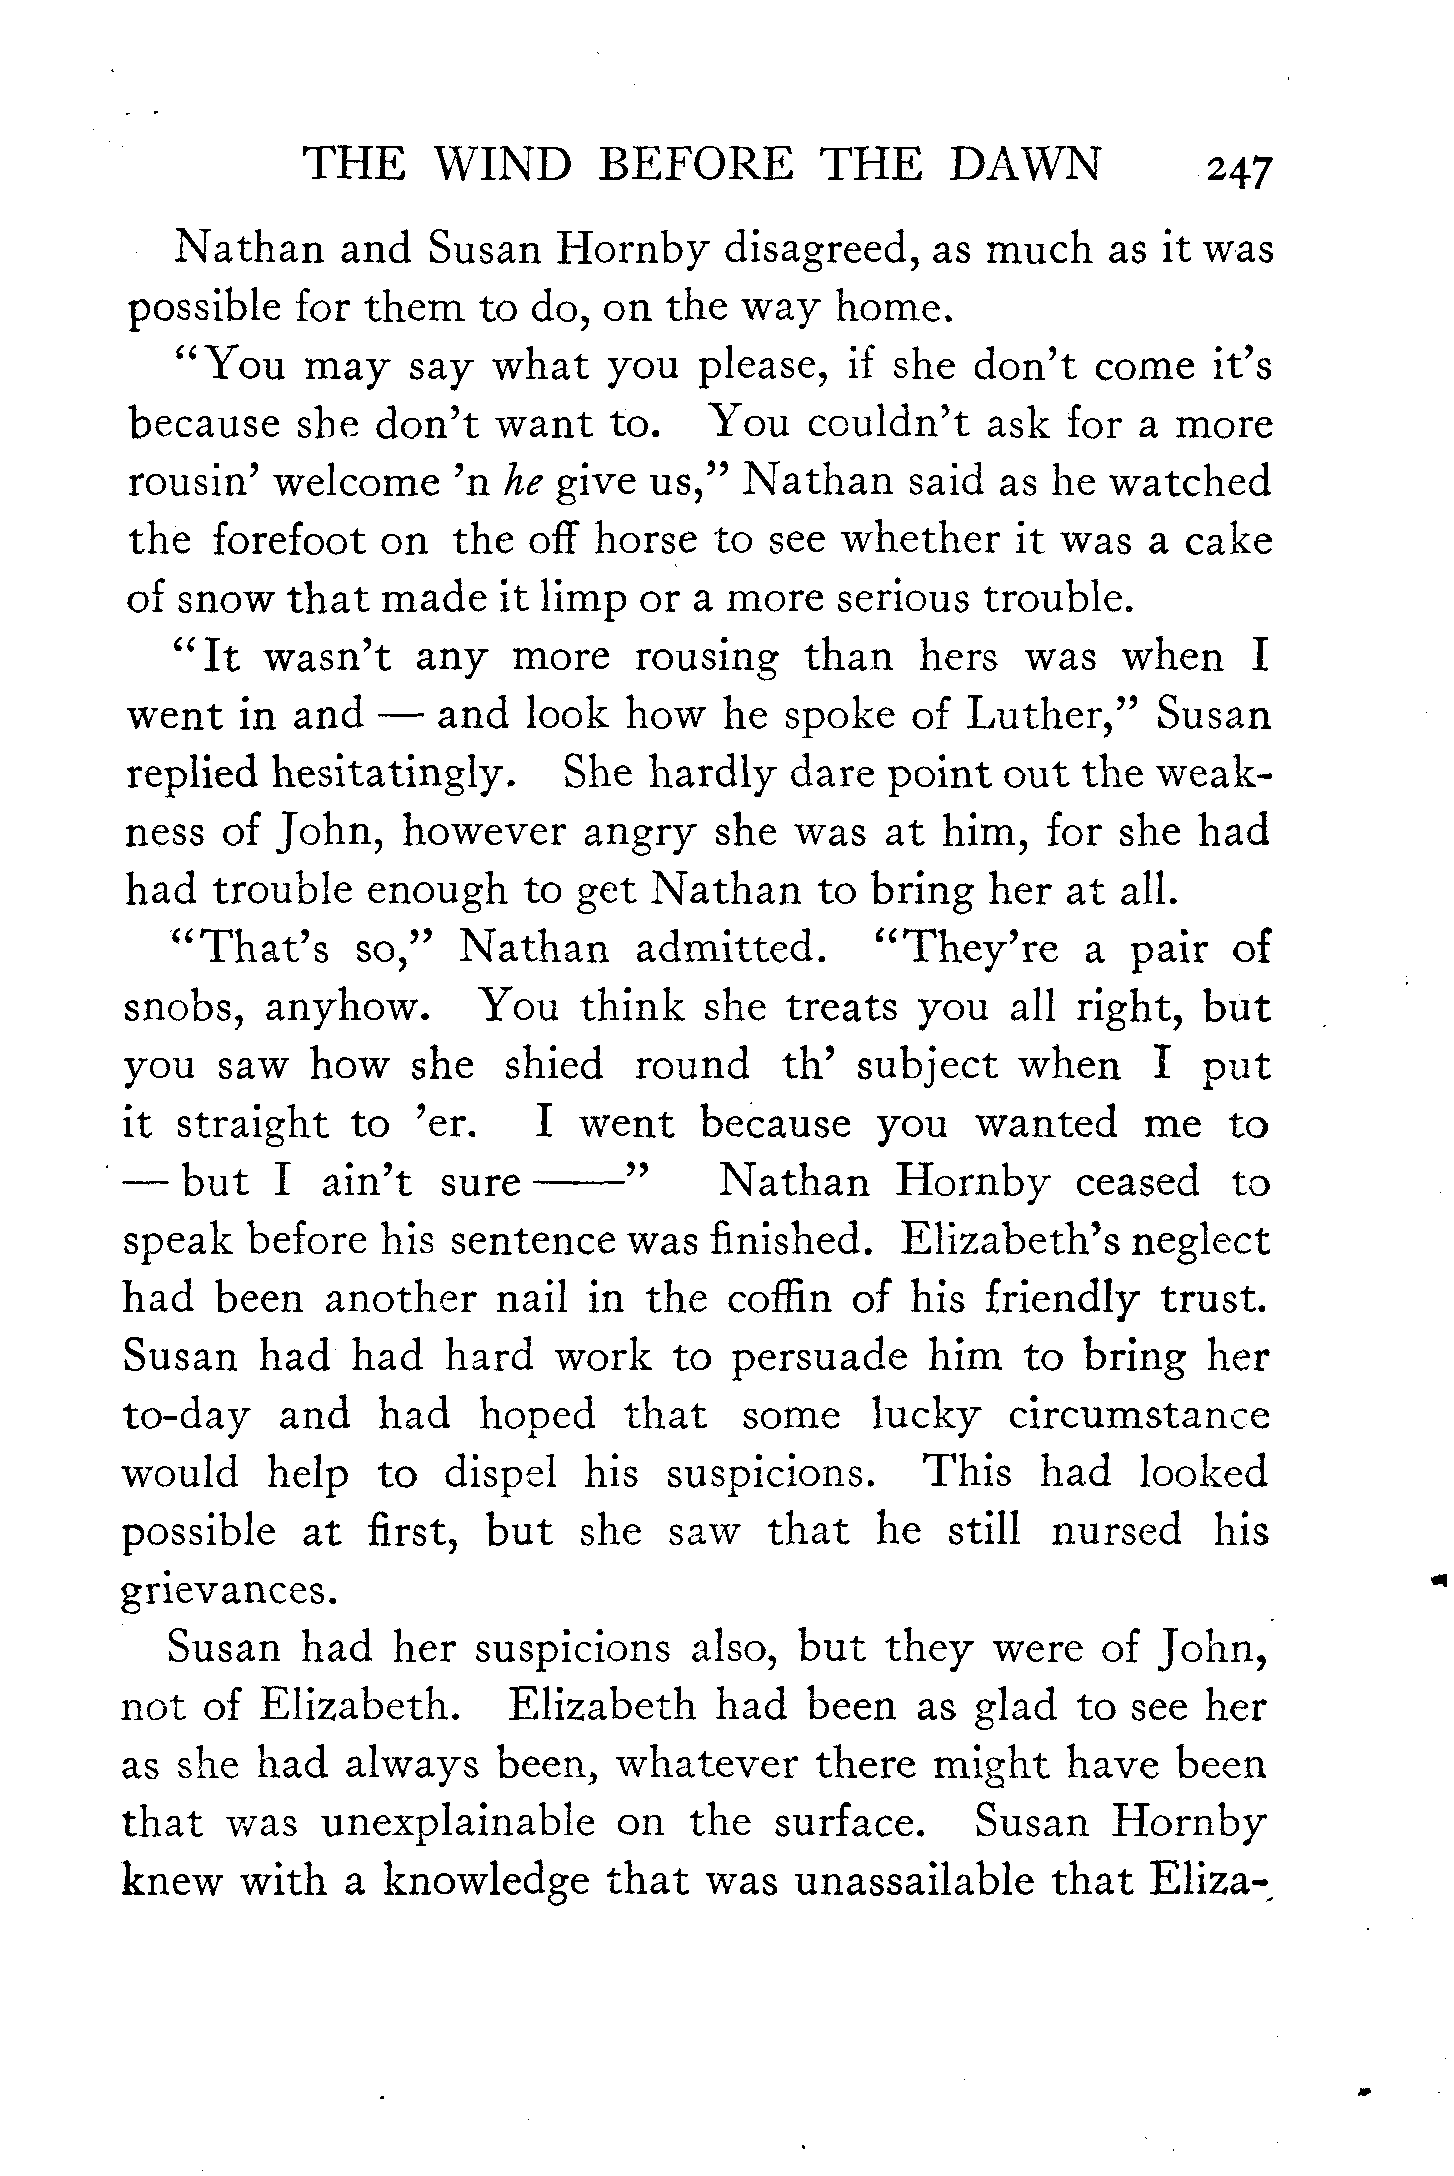 THE WIND BEFORE THE DAWN 247
Nathan and Susan Hornby disagreed, as much as it was
possible for them to do, on the way home.
“You may say what you please, if she don’t come it’s
because she don’t want to. You couldn’t ask for a more
rousin’ welcome ’n he give us,” Nathan said as he watched
the forefoot on the off horse to see whether it was a cake
of snow that made it limp or a more serious trouble.
“It wasn’t any more rousing than hers was when I
went in and — and look how he spoke of Luther,” Susan
replied hesitatingly. She hardly dare point out the weak-
ness of John, however angry she was at him, for she had
had trouble enough to get Nathan to bring her at all.
“That’s so,” Nathan admitted. “They’re a pair of
snobs, anyhow. You think she treats you all right, but
you saw how she shied round th’ subject when I put
it straight to ’er. I went because you wanted me to
— but I ain’t sure ——” Nathan Hornby ceased to
speak before his sentence was finished. Elizabeth’s neglect
had been another nail in the coffin of his friendly trust.
Susan had had hard work to persuade him to bring her
to-day and had hoped that some lucky circumstance
would help to dispel his suspicions. This had looked
possible at first, but she saw that he still nursed his
grievances.
Susan had her suspicions also, but they were of John,
not of Elizabeth. Elizabeth had been as glad to see her
as she had always been, whatever there might have been
that was unexplainable on the surface. Susan Hornby
knew with a knowledge that was unassailable that Eliza-